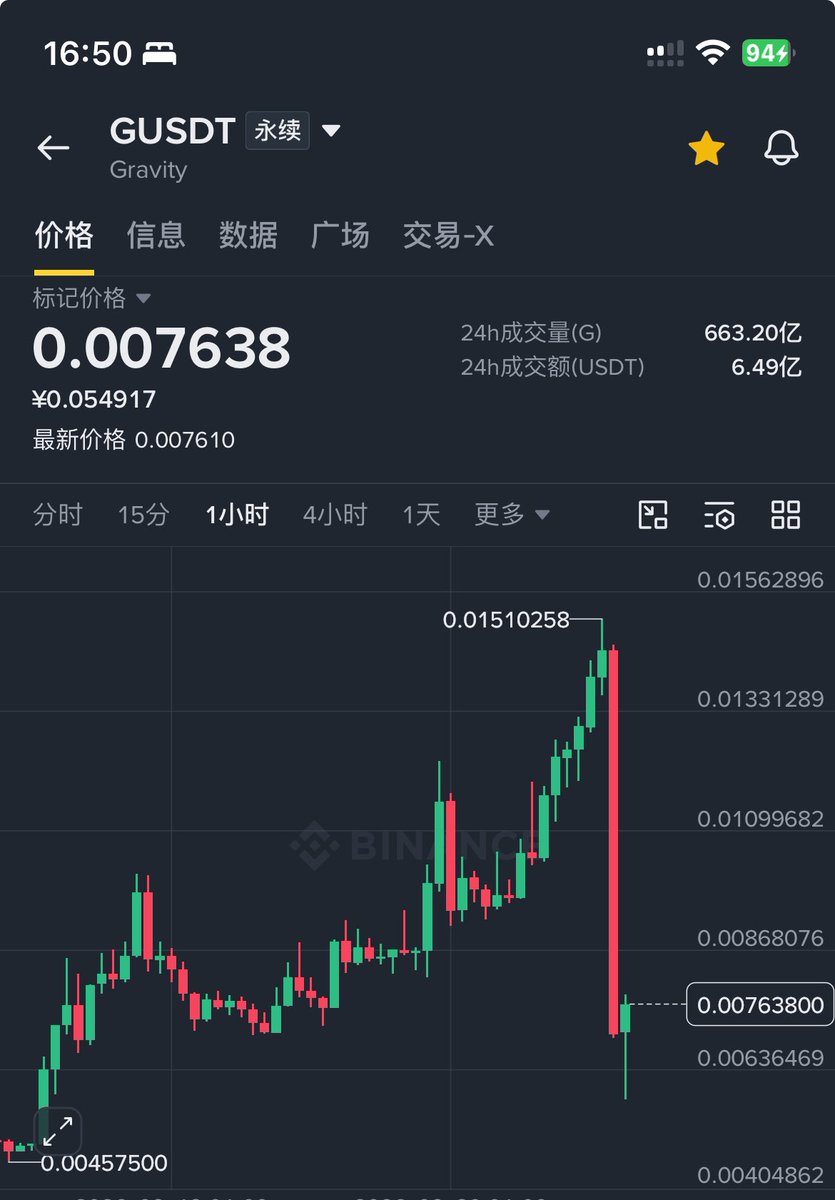 16:50
94
GUSDT 永续
Gravity
价格 信息 数据 广场 交易-X
标记价格
0.007638
¥0.054917
最新价格 0.007610
24h成交量(G) 663.20亿
24h成交额(USDT) 6.49亿
分时 15分 1小时 4小时 1天 更多
0.01562896
0.01510258
0.01331289
0.01099682
BINANCE
0.00868076
0.00763800
0.00636469
0.00457500
0.00404862